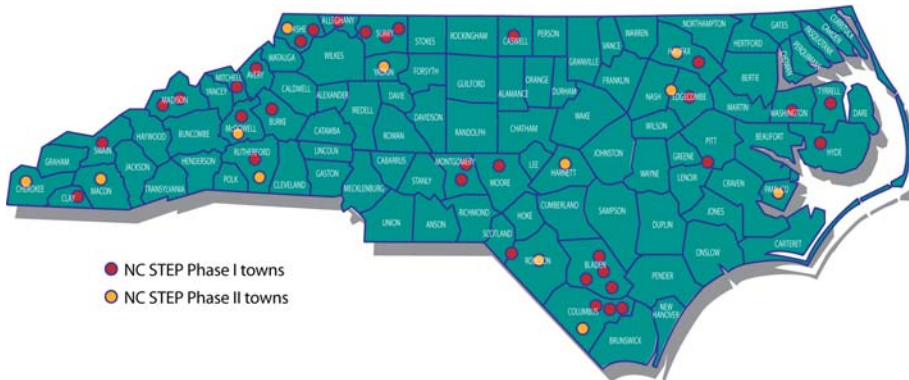 ALLEGHANY
ASHE
SURRY
STOKES
ROCKINGHAM
CASWELL
PERSON
GRANVILLE
VANCE
WARREN
NORTHAMPTON
HALIFAX
HERTFORD
GATES
CURRITUCK
CAMDEN
PASQUOTANK
PERQUIMANS
CHOWAN
WATAUGA
WILKES
YADKIN
FORSYTH
GUILFORD
ALAMANCE
ORANGE
DURHAM
FRANKLIN
NASH
EDGECOMBE
BERTIE
MARTIN
WASHINGTON
TYRRELL
DARE
MITCHELL
AVERY
YANCEY
MADISON
CALDWELL
ALEXANDER
IREDELL
DAVIE
DAVIDSON
RANDOLPH
CHATHAM
WAKE
WILSON
PITT
BEAUFORT
HYDE
McDOWELL
BURKE
CATAWBA
ROWAN
BUNCOMBE
HAYWOOD
SWAIN
GRAHAM
CHEROKEE
CLAY
MACON
JACKSON
TRANSYLVANIA
HENDERSON
RUTHERFORD
POLK
CLEVELAND
LINCOLN
GASTON
MECKLENBURG
CABARRUS
STANLY
MONTGOMERY
MOORE
LEE
HARNETT
JOHNSTON
WAYNE
GREENE
LENOIR
CRAVEN
PAMLICO
JONES
CARTERET
UNION
ANSON
RICHMOND
SCOTLAND
HOKE
CUMBERLAND
SAMPSON
DUPLIN
ONSLOW
ROBESON
BLADEN
PENDER
COLUMBUS
NEW
HANOVER
BRUNSWICK
NC STEP Phase I towns
NC STEP Phase II towns